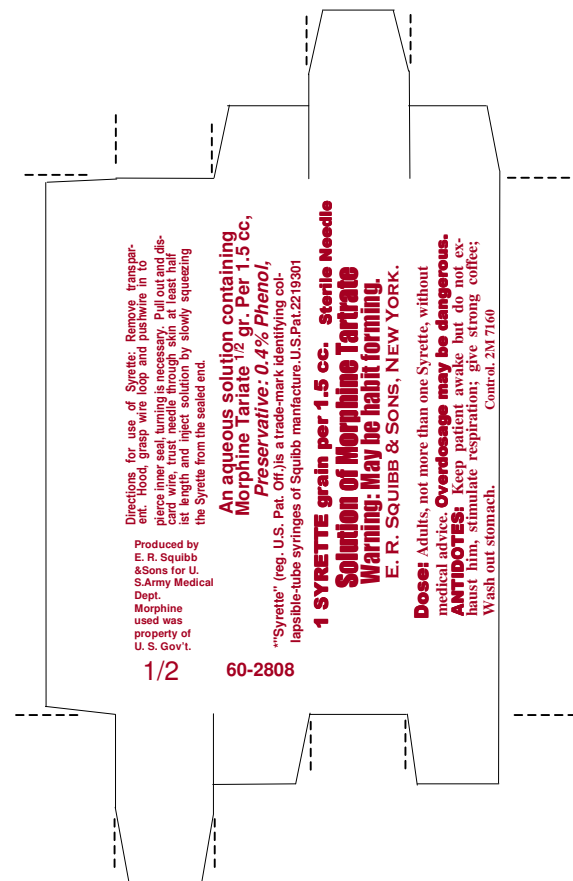 Directions for use of Syrette: Remove transpar-
ent. Hood, grasp wire loop and pushwire in to
pierce inner seal, turning is necessary. Pull out and dis-
card wire, trust needle through skin at least half
ist length and inject solution by slowly squeezing
the Syrette from the sealed end.
Produced by
E. R. Squibb
&Sons for U.
S.Army Medical
Dept.
Morphine
used was
property of
U. S. Gov't.
1/2
An aqueous solution containing
Morphine Tariate 1/2 gr. Per 1.5 cc,
Preservative: 0.4% Phenol,
*"Syrette" (reg. U.S. Pat. Off.)is a trade-mark identifying col-
lapsible-tube syringes of Squibb manfacture.U.S.Pat.2219301
60-2808
1 SYRETTE grain per 1.5 cc. Sterile Needle
Solution of Morphine Tartrate
Warning: May be habit forming.
E. R. SQUIBB & SONS, NEW YORK.
Dose: Adults, not more than one Syrette, without
medical advice. Overdosage may be dangerous.
ANTIDOTES: Keep patient awake but do not ex-
haust him, stimulate respiration; give strong coffee;
Wash out stomach. Control. 2M 7160